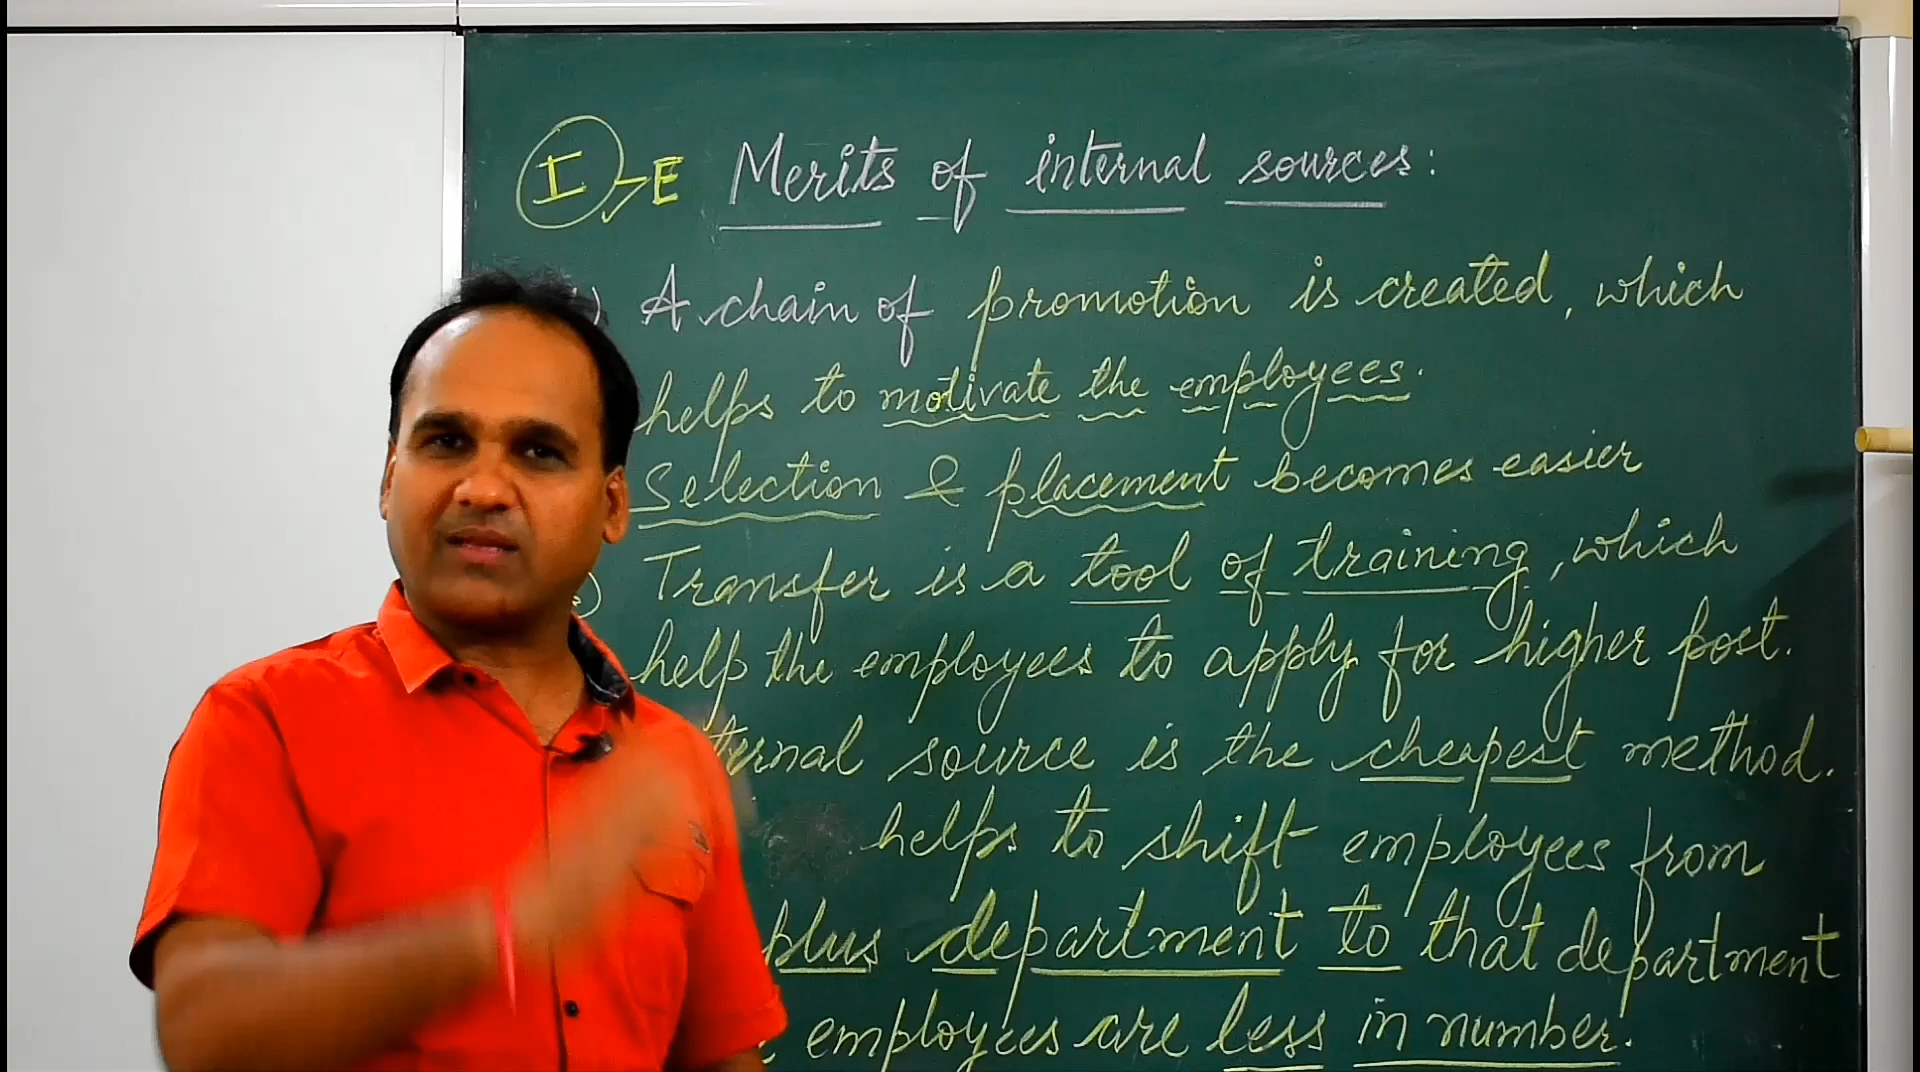 I E Merits of internal sources:
) A chain of promotion is created, which
helps to motivate the employees.
Selection & placement becomes easier
) Transfer is a tool of training, which
help the employees to apply for higher post.
ternal source is the cheapest method.
helps to shift employees from
plus department to that department
employees are less in number.